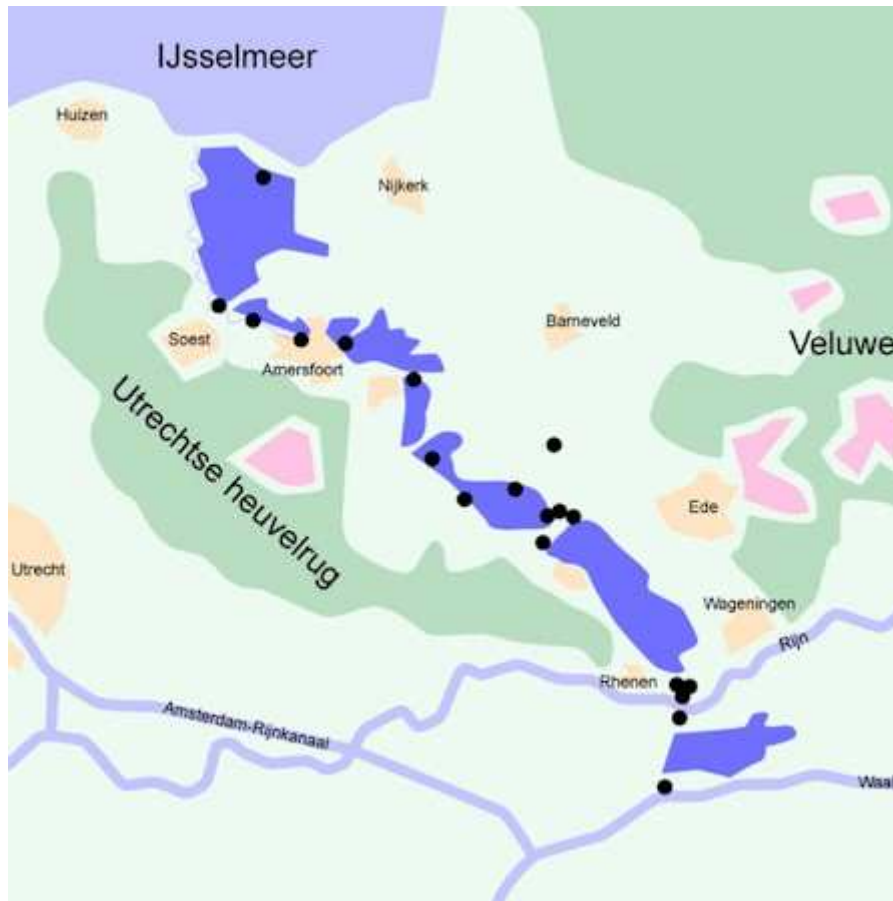 IJsselmeer
Huizen
Nijkerk
Barneveld
Soest
Veluwe
Amersfoort
Utrechtse heuvelrug
Ede
Utrecht
Wageningen
Rijn
Rhenen
Amsterdam-Rijnkanaal
Waal